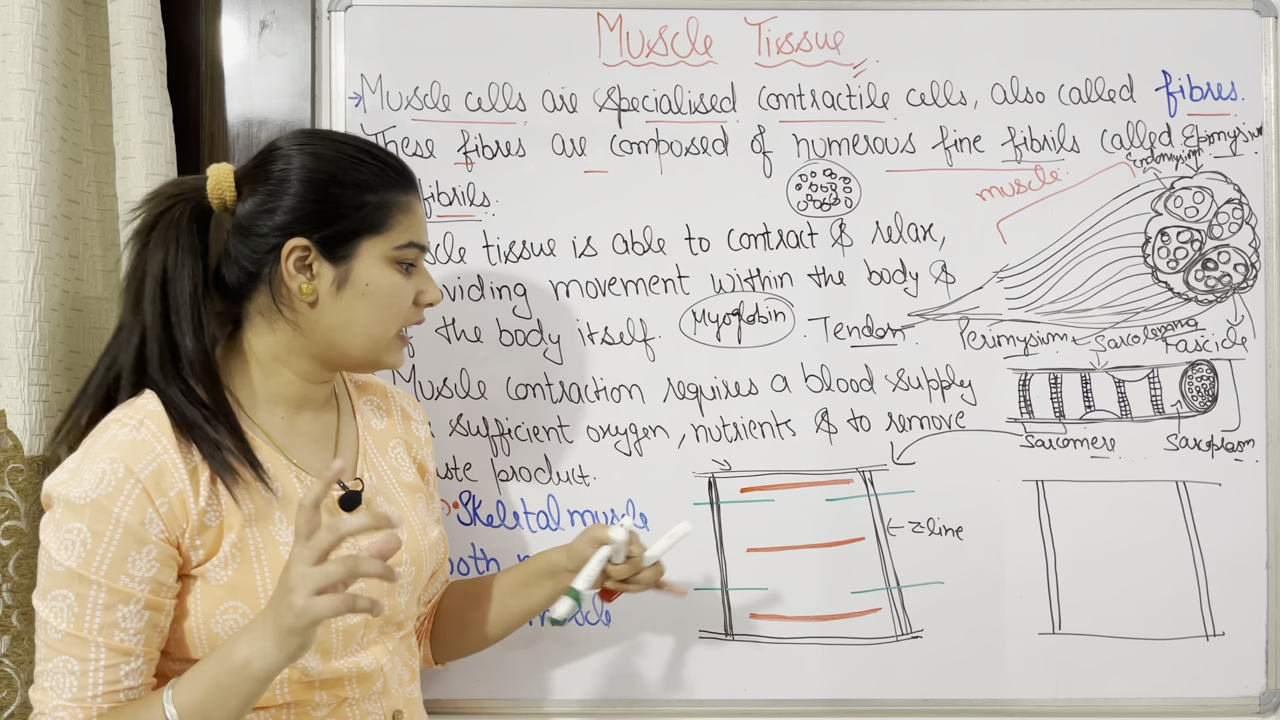 Muscle Tissue
→ Muscle cells are specialised contractile cells, also called fibres.
These fibres are composed of numerous fine fibrils called
fibrils.
Epimysium
Endomysium
muscle
tissue is able to contract & relax,
movement within the body &
the body itself.
Myoglobin
Tendon
Perimysium
Sarcolemma
Fascicle
Muscle contraction requires a blood supply
sufficient oxygen, nutrients & to remove
product.
Sarcomere
Sarcoplasm
Skeletal muscle
Z line